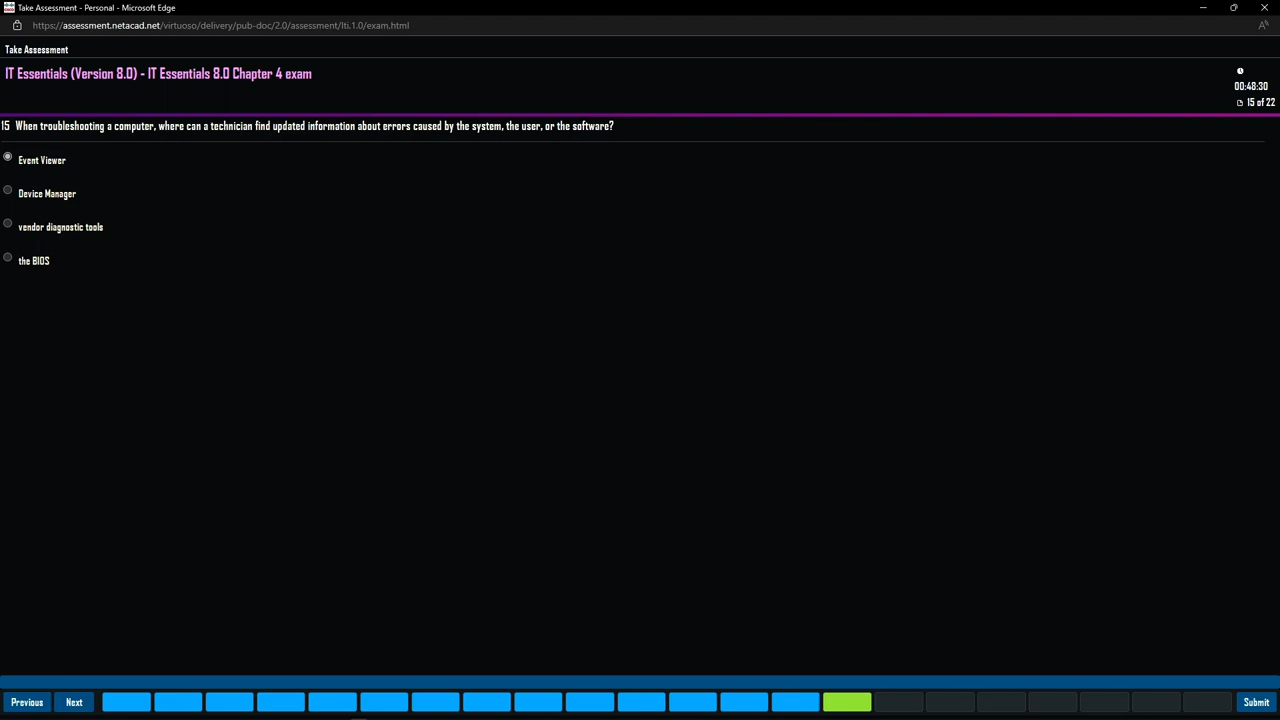 Take Assessment - Personal - Microsoft Edge
https://assessment.netacad.net/virtuoso/delivery/pub-doc/2.0/assessment/lti.1.0/exam.html
Take Assessment
IT Essentials (Version 8.0) - IT Essentials 8.0 Chapter 4 exam
00:48:30
15 of 22
15 When troubleshooting a computer, where can a technician find updated information about errors caused by the system, the user, or the software?
Event Viewer
Device Manager
vendor diagnostic tools
the BIOS
Previous Next Submit